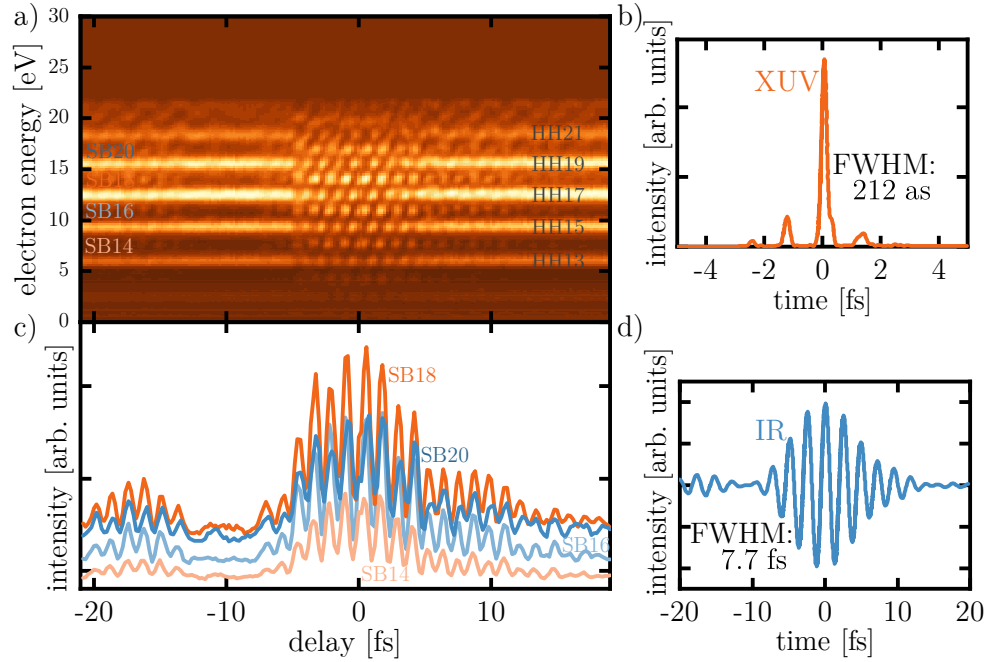 a)
30
25
20
15
10
5
0
electron energy [eV]
HH21
SB20
HH19
HH17
SB16
HH15
SB14
HH13
b)
intensity [arb. units]
XUV
FWHM:
212 as
-4
-2
0
2
4
time [fs]
c)
intensity [arb. units]
SB18
SB20
SB16
SB14
-20
-10
0
10
delay [fs]
d)
intensity [arb. units]
IR
FWHM:
7.7 fs
-20
-10
0
10
20
time [fs]